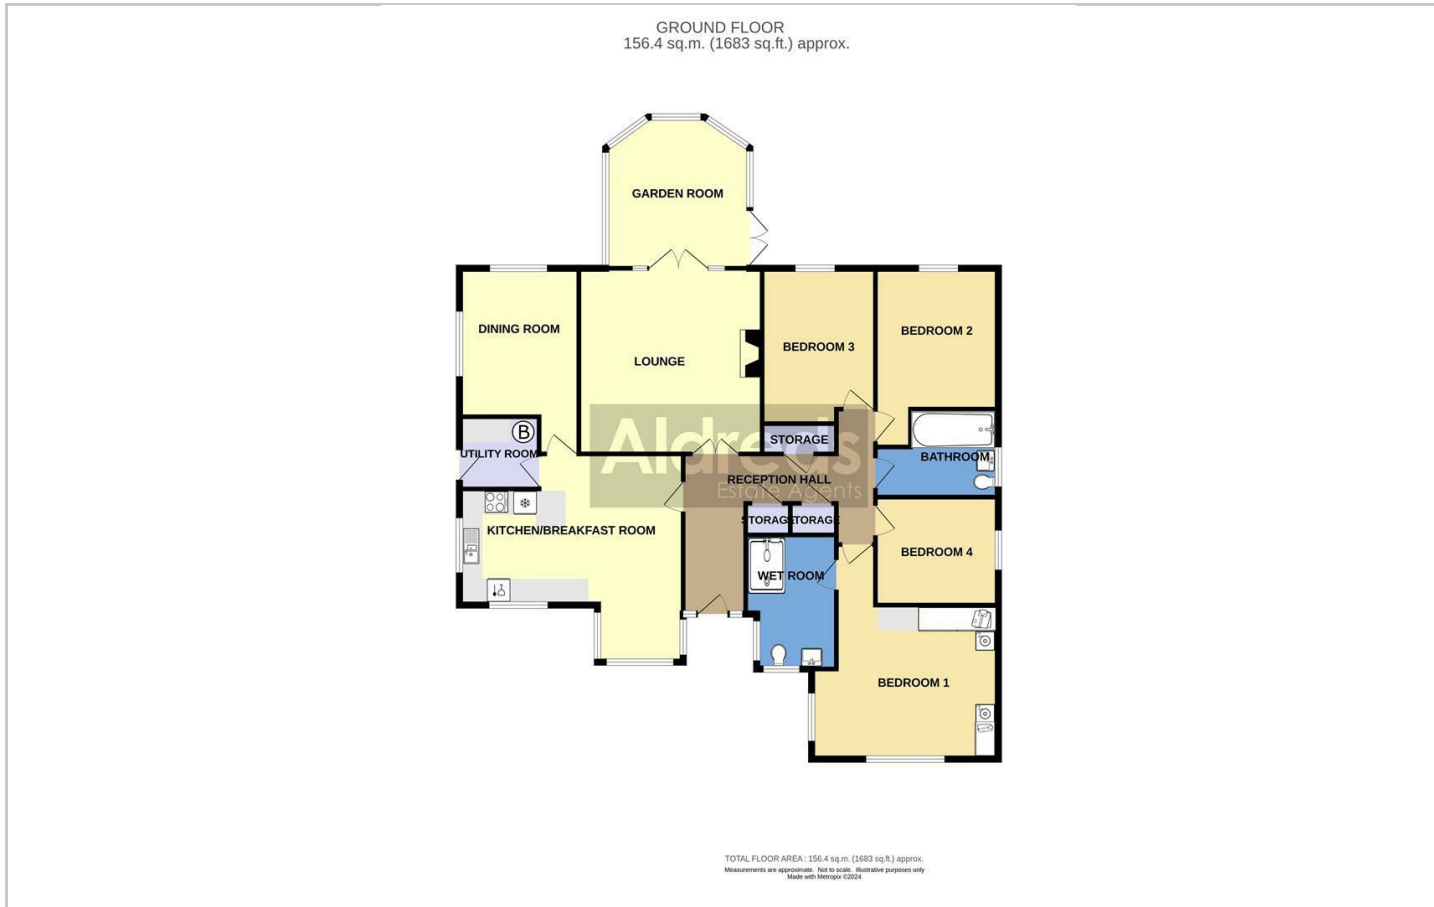 GROUND FLOOR
156.4 sq.m. (1683 sq.ft.) approx.
GARDEN ROOM
DINING ROOM
LOUNGE
BEDROOM 3
BEDROOM 2
B
UTILITY ROOM
STORAGE
BATHROOM
Aldreds
Estate Agents
RECEPTION HALL
STORAGE
STORAGE
KITCHEN/BREAKFAST ROOM
WET ROOM
BEDROOM 4
BEDROOM 1
TOTAL FLOOR AREA : 156.4 sq.m. (1683 sq.ft.) approx.
Measurements are approximate. Not to scale. Illustrative purposes only
Made with Metropix ©2024